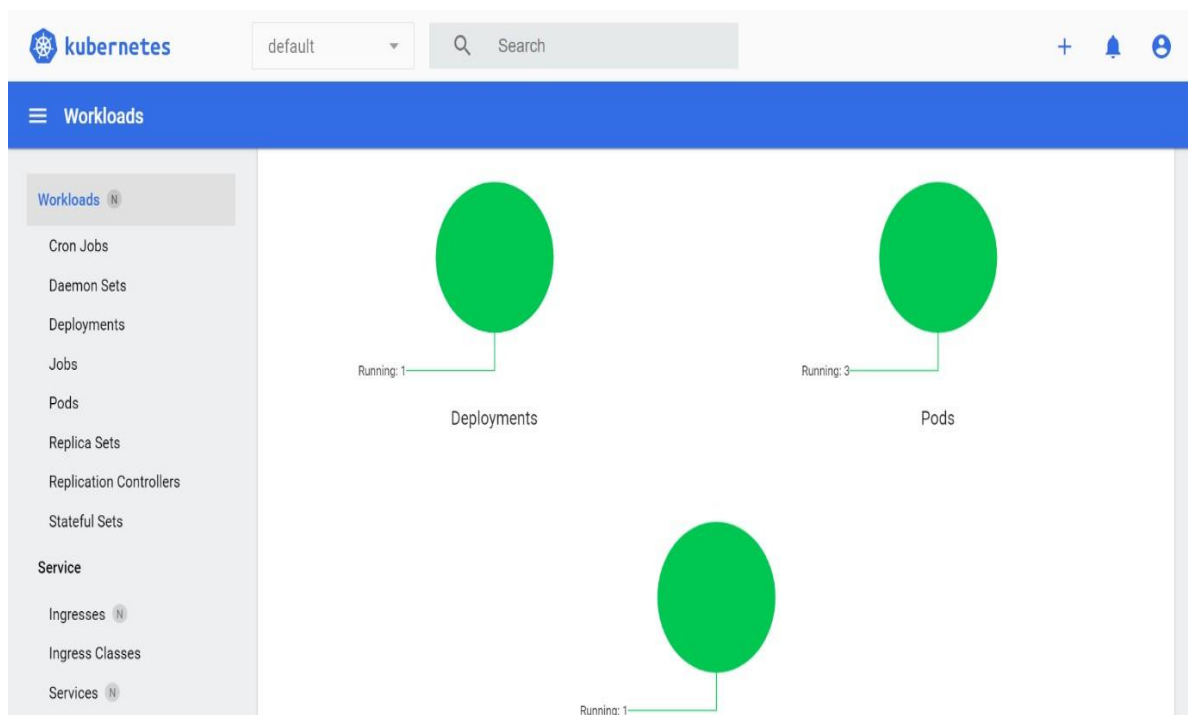 kubernetes
default
Search
Workloads
Workloads N
Cron Jobs
Daemon Sets
Deployments
Jobs
Pods
Replica Sets
Replication Controllers
Stateful Sets
Service
Ingresses N
Ingress Classes
Services N
Running: 1
Deployments
Running: 3
Pods
Running: 1